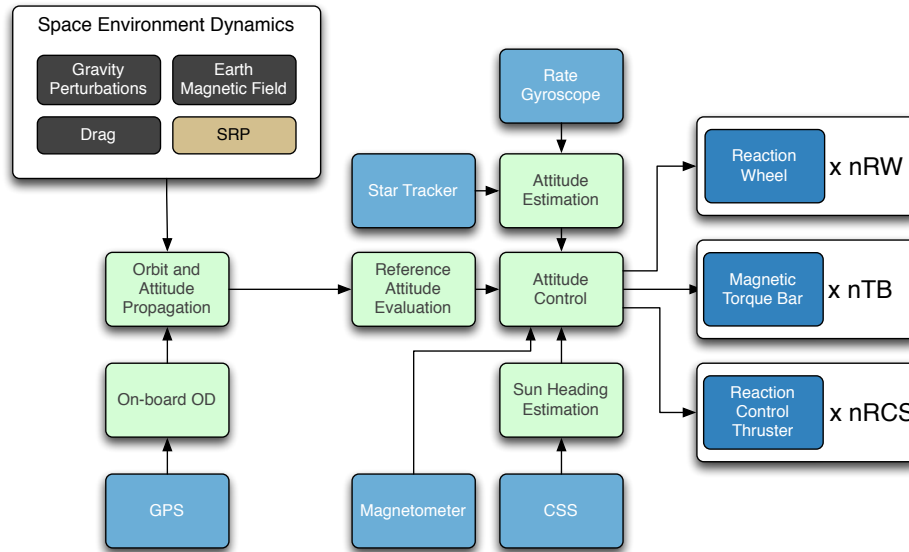 Space Environment Dynamics
Gravity
Perturbations
Earth
Magnetic Field
Drag
SRP
Rate
Gyroscope
Star Tracker
Attitude
Estimation
Reaction
Wheel
x nRW
Orbit and
Attitude
Propagation
Reference
Attitude
Evaluation
Attitude
Control
Magnetic
Torque Bar
x nTB
On-board OD
Sun Heading
Estimation
Reaction
Control
Thruster
x nRCS
GPS
Magnetometer
CSS